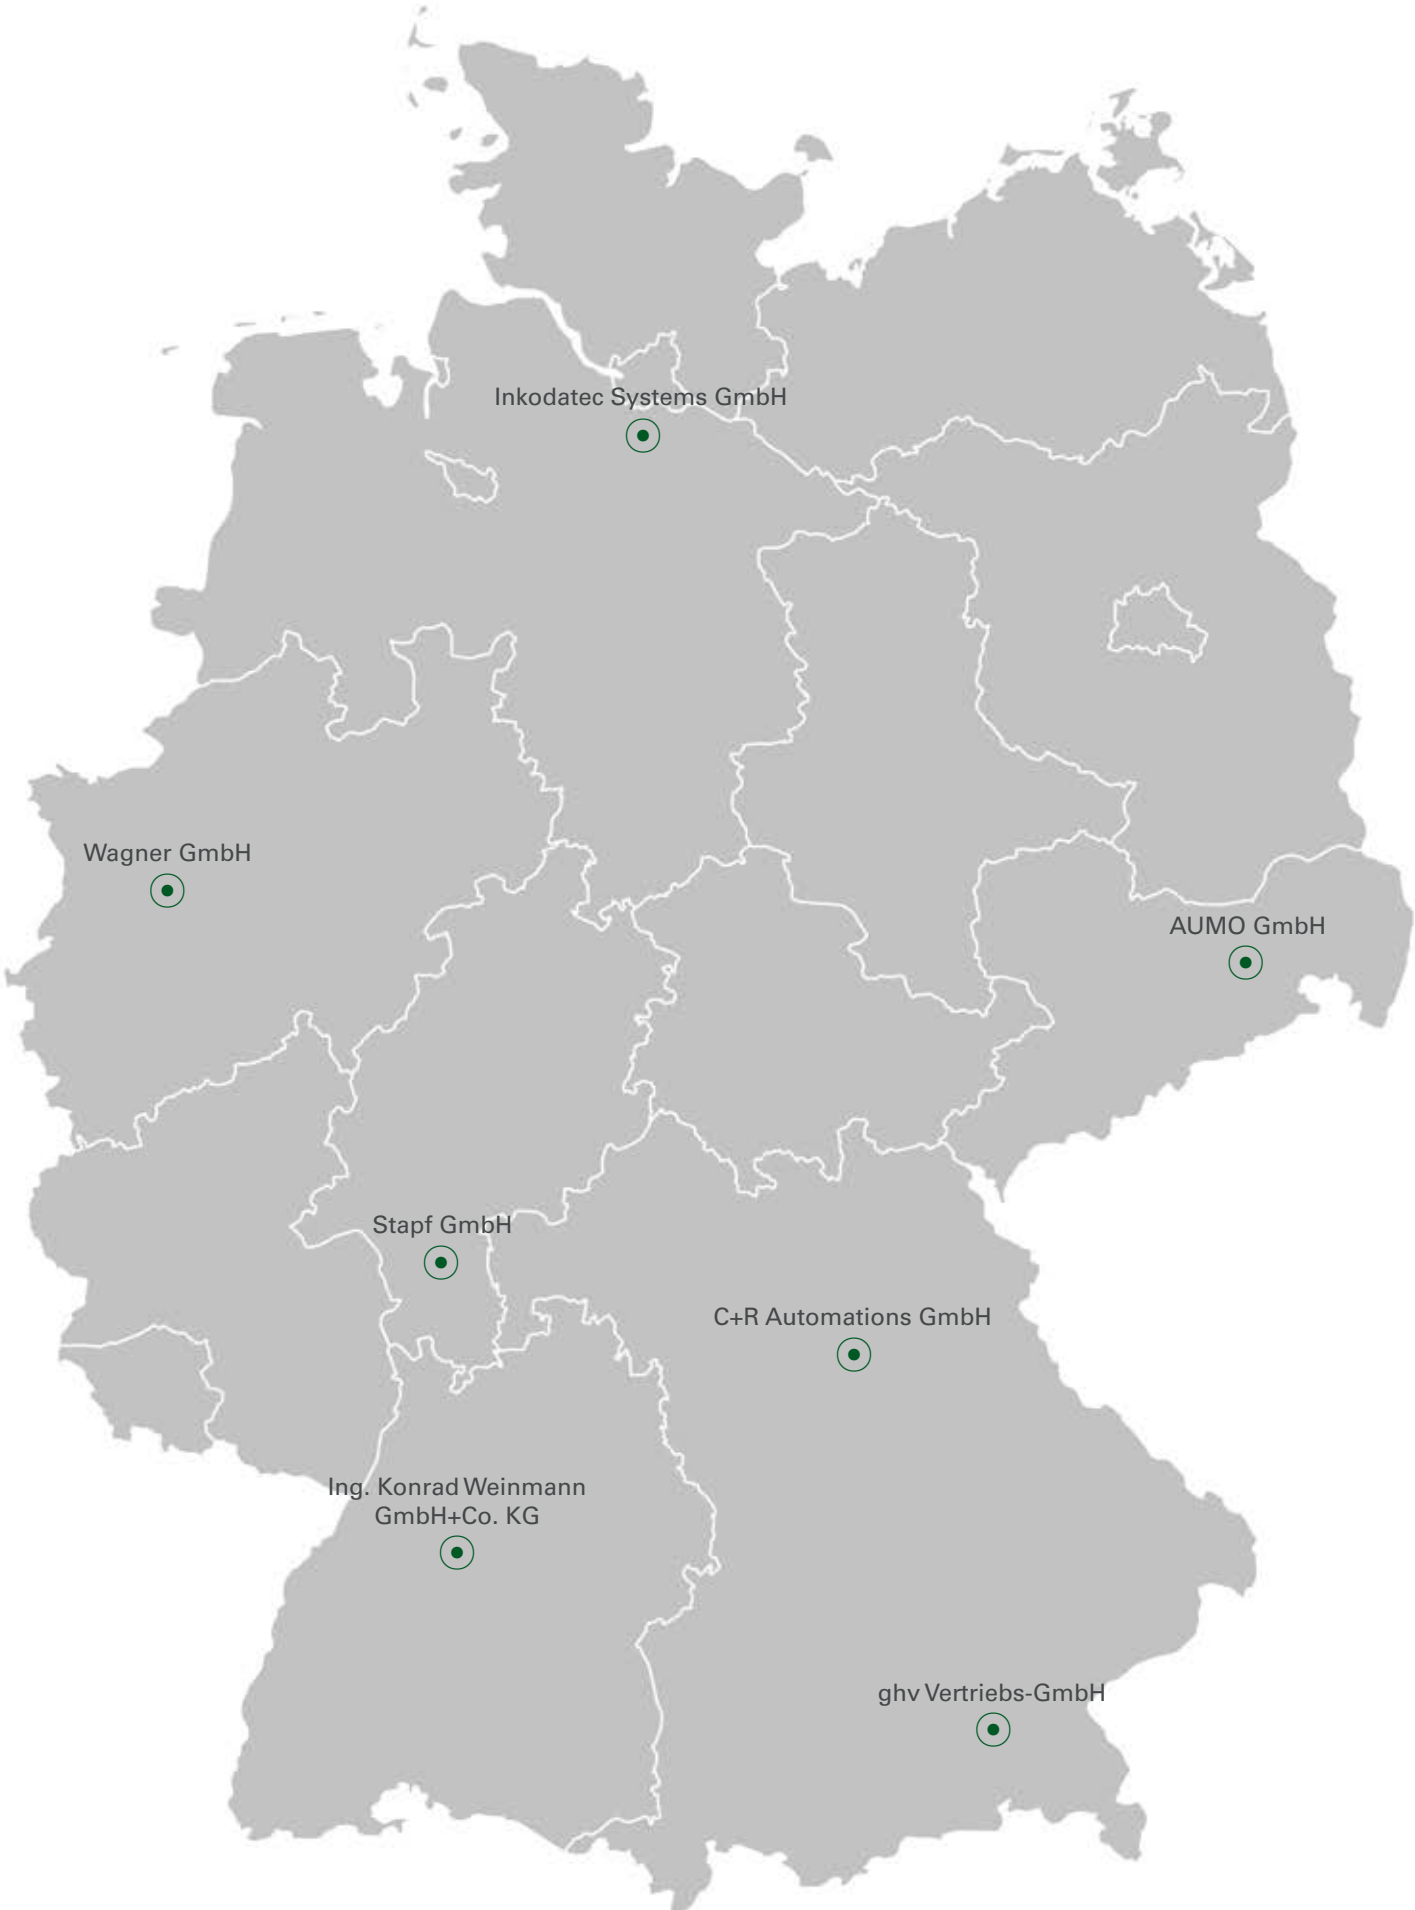 Inkodatec Systems GmbH
Wagner GmbH
AUMO GmbH
Stapf GmbH
C+R Automations GmbH
Ing. Konrad Weinmann
GmbH+Co. KG
ghv Vertriebs-GmbH